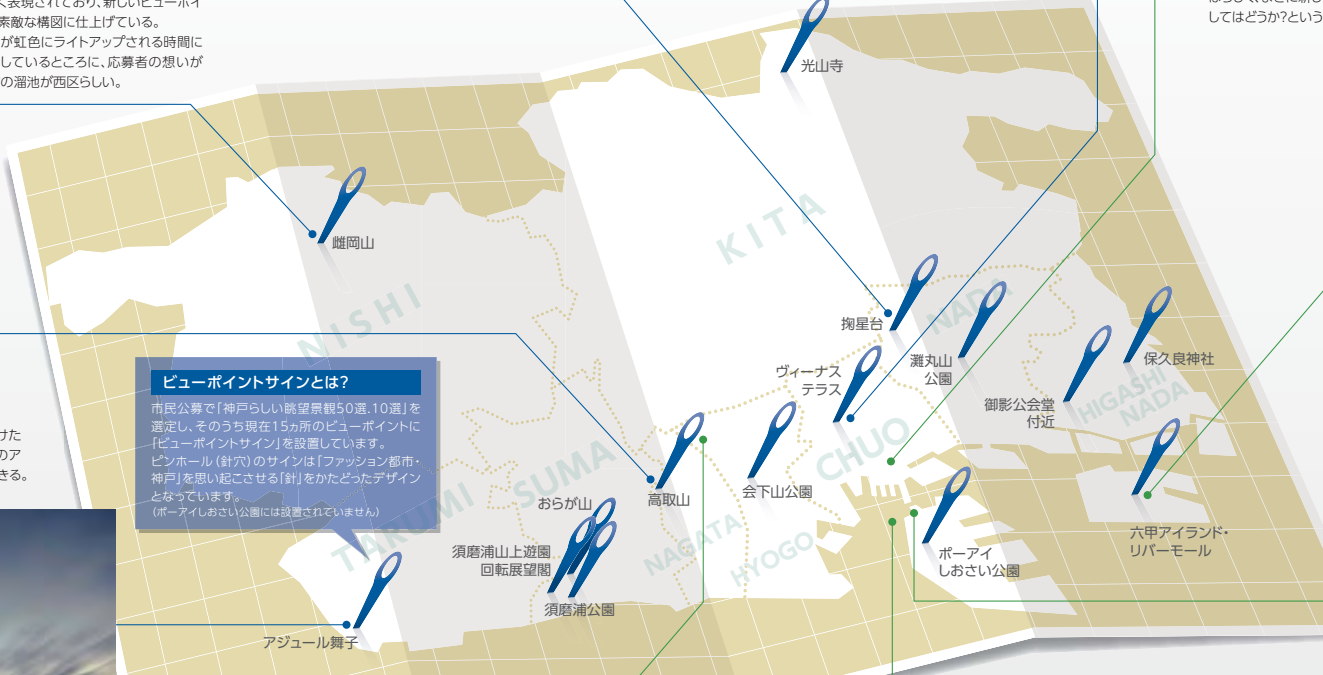 表現されており、新しいビューポイ
素敵な構図に仕上げている。
が虹色にライトアップされる時間に
しているところに、応募者の想いが
の溜池が西区らしい。
してはどうか?という
光山寺
雌岡山
KITA
NISHI
掬星台
NADA
灘丸山
公園
保久良神社
ヴィーナス
テラス
御影公会堂
付近
HIGASHI
NADA
ビューポイントサインとは?
市民公募で「神戸らしい眺望景観50選.10選」を
選定し、そのうち現在15ヵ所のビューポイントに
「ビューポイントサイン」を設置しています。
ピンホール(針穴)のサインは「ファッション都市・
神戸」を思い起こさせる「針」をかたどったデザイン
となっています。
(ポーアイしおさい公園には設置されていません)
けた
のア
きる。
CHUO
SUMA
TARUMI
高取山
会下山公園
おらが山
NAGATA
HYOGO
須磨浦山上遊園
回転展望閣
須磨浦公園
ポーアイ
しおさい公園
六甲アイランド・
リバーモール
アジュール舞子